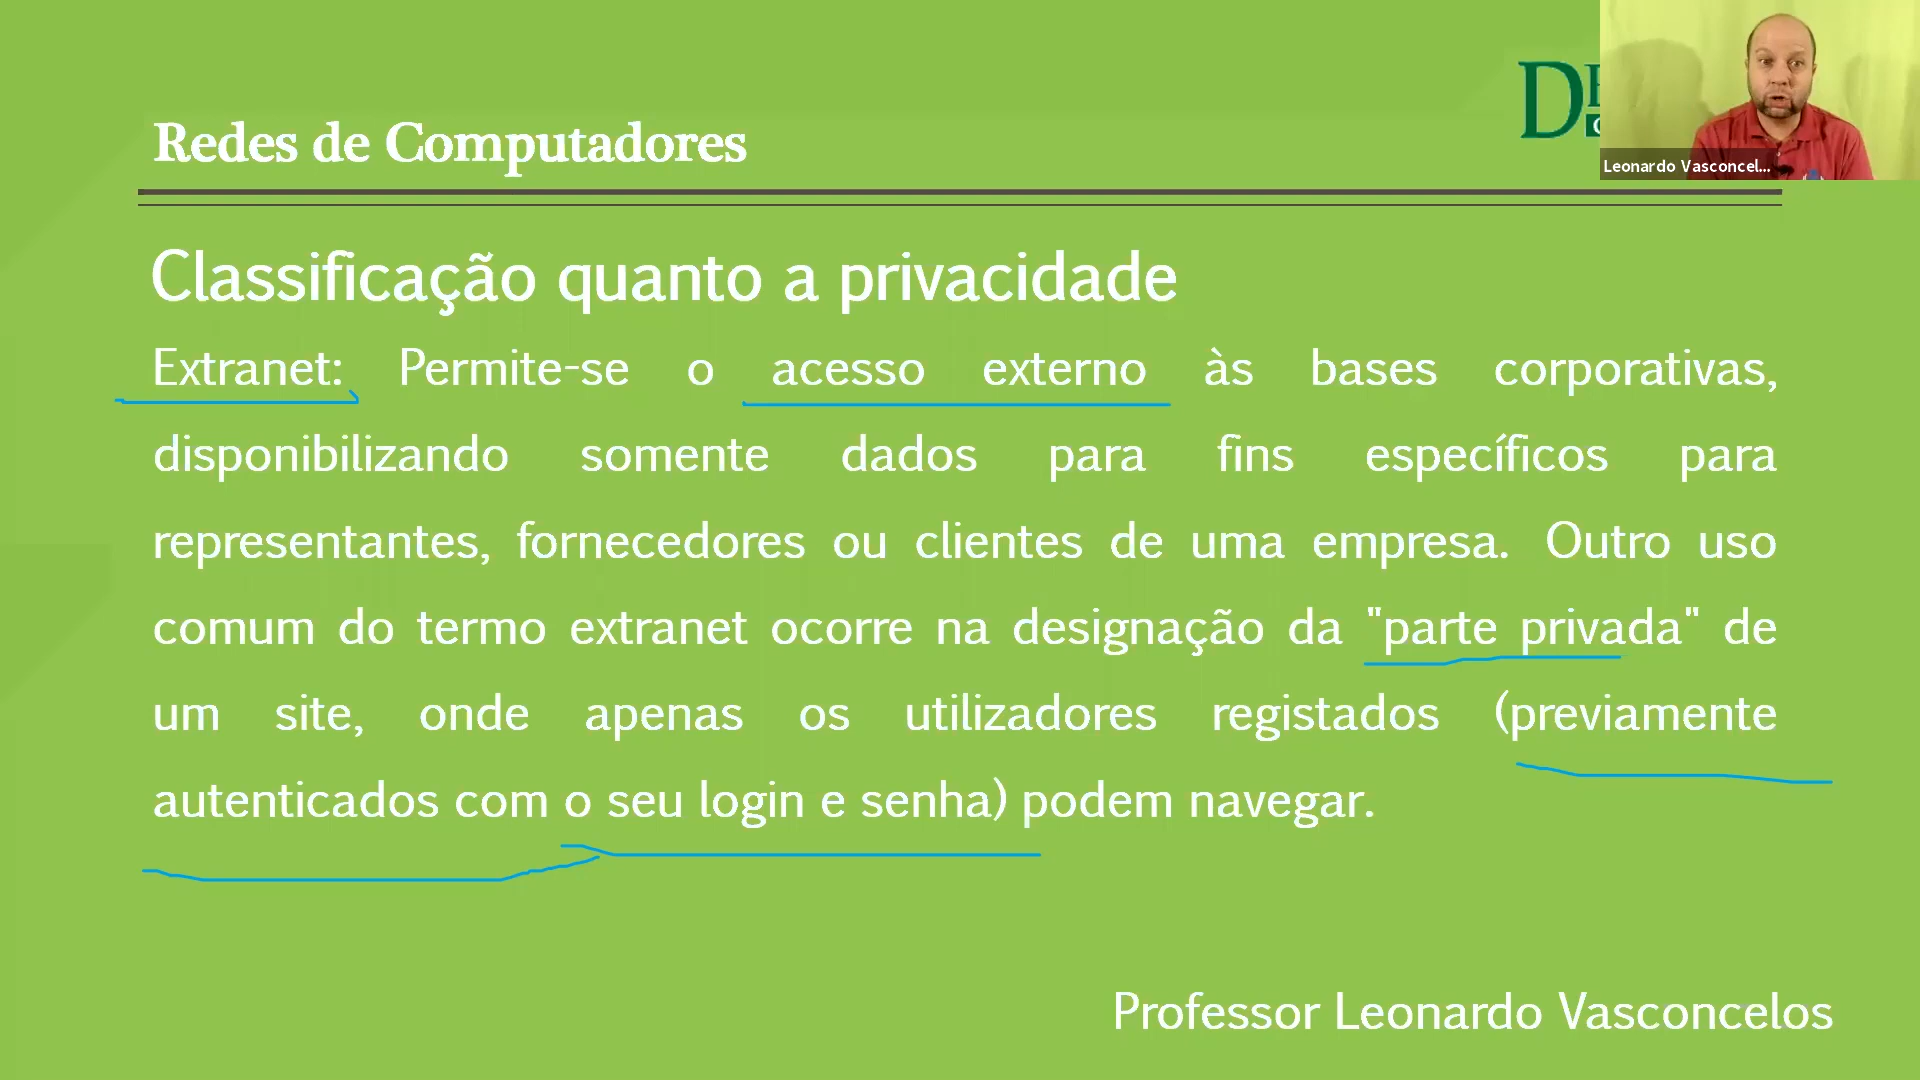 Redes de Computadores
Leonardo Vasconcel...
Classificação quanto a privacidade
Extranet: Permite-se o acesso externo às bases corporativas,
disponibilizando somente dados para fins específicos para
representantes, fornecedores ou clientes de uma empresa. Outro uso
comum do termo extranet ocorre na designação da "parte privada" de
um site, onde apenas os utilizadores registados (previamente
autenticados com o seu login e senha) podem navegar.
Professor Leonardo Vasconcelos